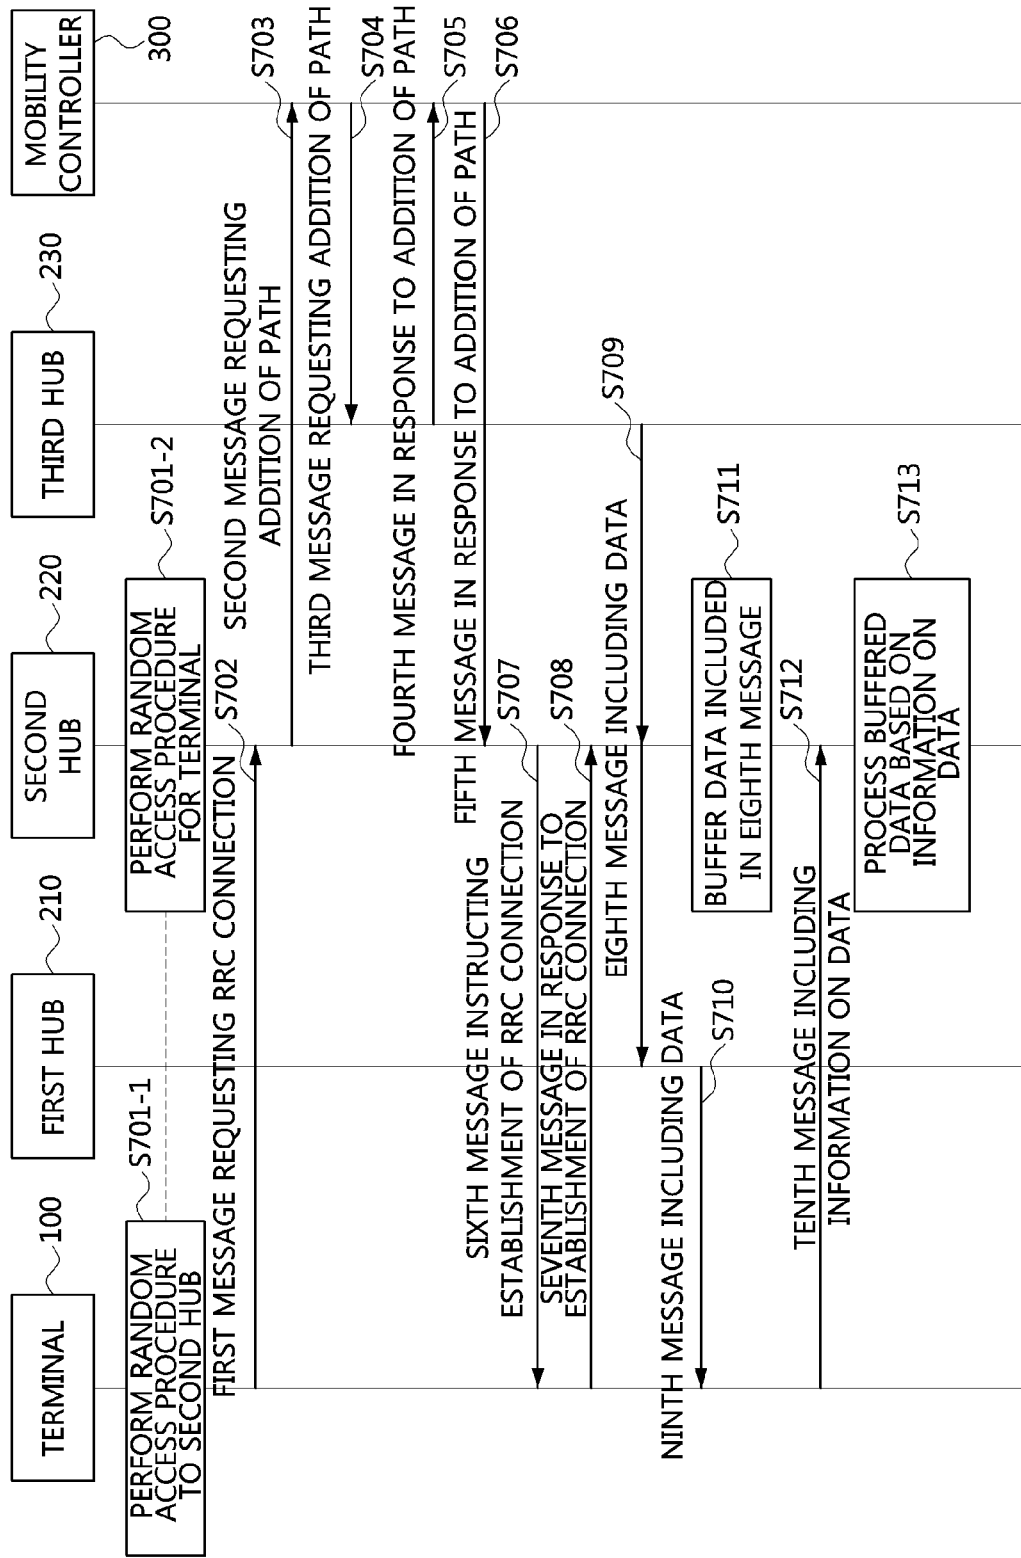 TERMINAL
100
FIRST HUB
210
SECOND
HUB
220
THIRD HUB
230
MOBILITY
CONTROLLER
300
PERFORM RANDOM
ACCESS PROCEDURE
TO SECOND HUB
S701-1
PERFORM RANDOM
ACCESS PROCEDURE
FOR TERMINAL
S701-2
FIRST MESSAGE REQUESTING RRC CONNECTION
S702
SECOND MESSAGE REQUESTING
ADDITION OF PATH
S703
THIRD MESSAGE REQUESTING ADDITION OF PATH
S704
FOURTH MESSAGE IN RESPONSE TO ADDITION OF PATH
S705
FIFTH MESSAGE IN RESPONSE TO ADDITION OF PATH
S706
SIXTH MESSAGE INSTRUCTING
ESTABLISHMENT OF RRC CONNECTION
S707
SEVENTH MESSAGE IN RESPONSE TO
ESTABLISHMENT OF RRC CONNECTION
S708
EIGHTH MESSAGE INCLUDING DATA
S709
NINTH MESSAGE INCLUDING DATA
S710
BUFFER DATA INCLUDED
IN EIGHTH MESSAGE
S711
TENTH MESSAGE INCLUDING
INFORMATION ON DATA
S712
PROCESS BUFFERED
DATA BASED ON
INFORMATION ON
DATA
S713